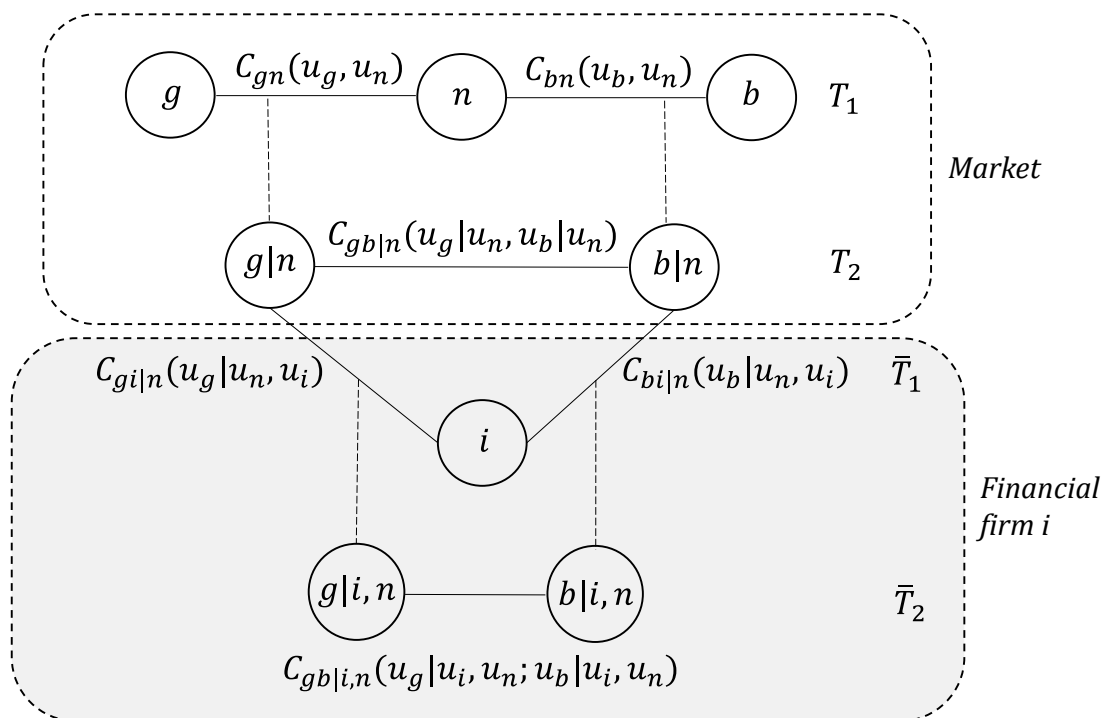 C_{gn}(u_g, u_n)
C_{bn}(u_b, u_n)
g
n
b
T_1
Market
C_{gb|n}(u_g|u_n, u_b|u_n)
g|n
b|n
T_2
C_{gi|n}(u_g|u_n, u_i)
C_{bi|n}(u_b|u_n, u_i)
T̄_1
i
Financial
firm i
g|i, n
b|i, n
T̄_2
C_{gb|i,n}(u_g|u_i, u_n; u_b|u_i, u_n)